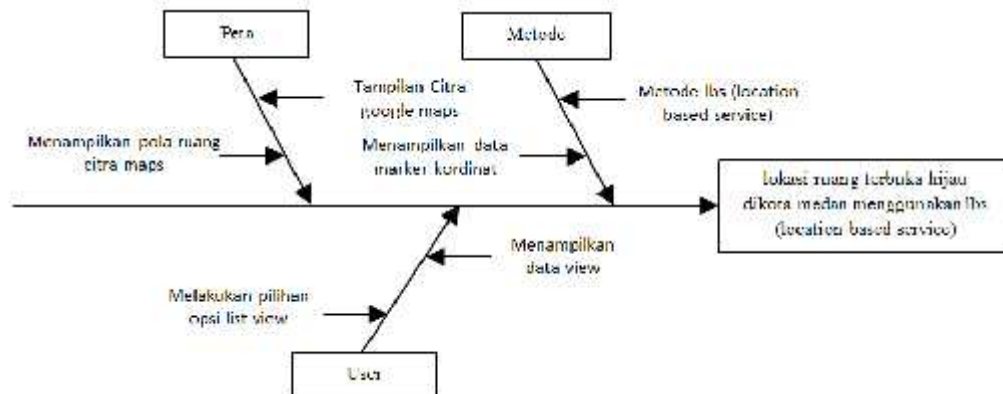 Peta
Metode
Tampilan Citra
google maps
Metode lbs (location
based service)
Menampilkan pola ruang
citra maps
Menampilkan data
marker kordinat
lokasi ruang terbuka hijau
dikota medan menggunakan lbs
(location based service)
Menampilkan
data view
Melakukan pilihan
opsi list view
User